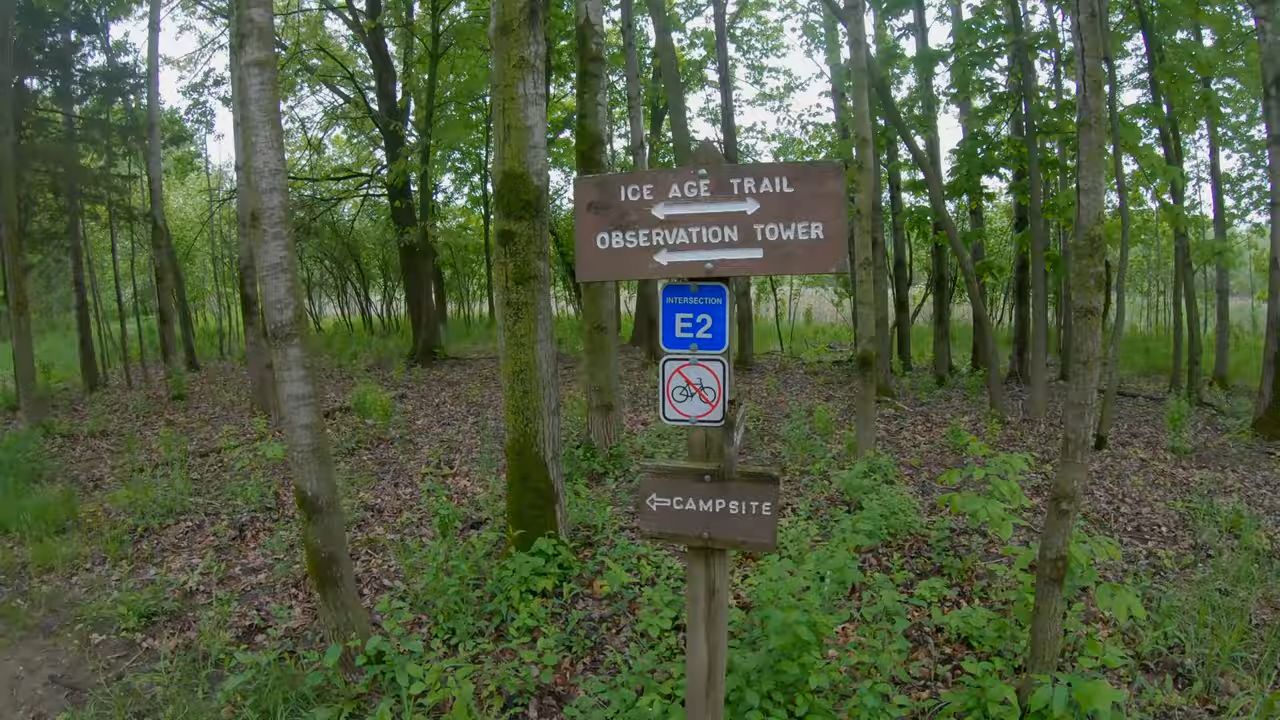 ICE AGE TRAIL
OBSERVATION TOWER
INTERSECTION
E2
CAMPSITE